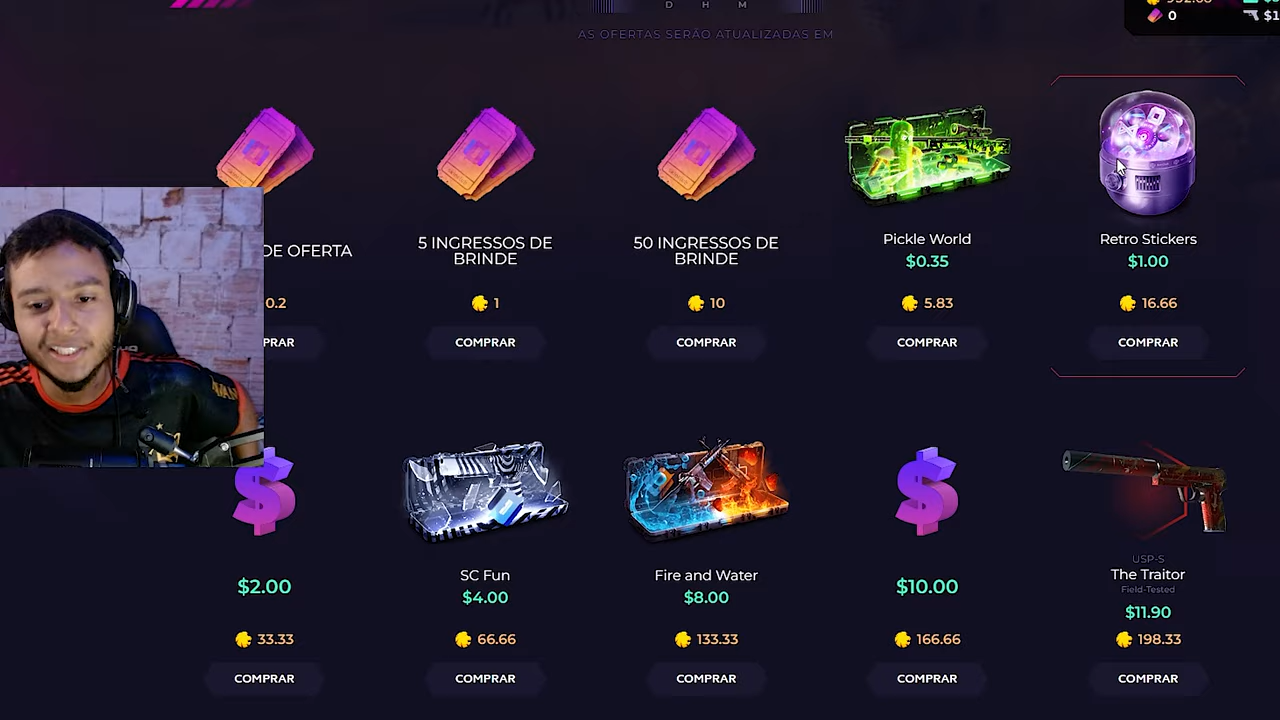 D H M
AS OFERTAS SERÃO ATUALIZADAS EM
0
$1
DE OFERTA
0.2
PRAR
5 INGRESSOS DE
BRINDE
1
COMPRAR
50 INGRESSOS DE
BRINDE
10
COMPRAR
Pickle World
$0.35
5.83
COMPRAR
Retro Stickers
$1.00
16.66
COMPRAR
$2.00
33.33
COMPRAR
SC Fun
$4.00
66.66
COMPRAR
Fire and Water
$8.00
133.33
COMPRAR
$10.00
166.66
COMPRAR
USP-S
The Traitor
Field-Tested
$11.90
198.33
COMPRAR